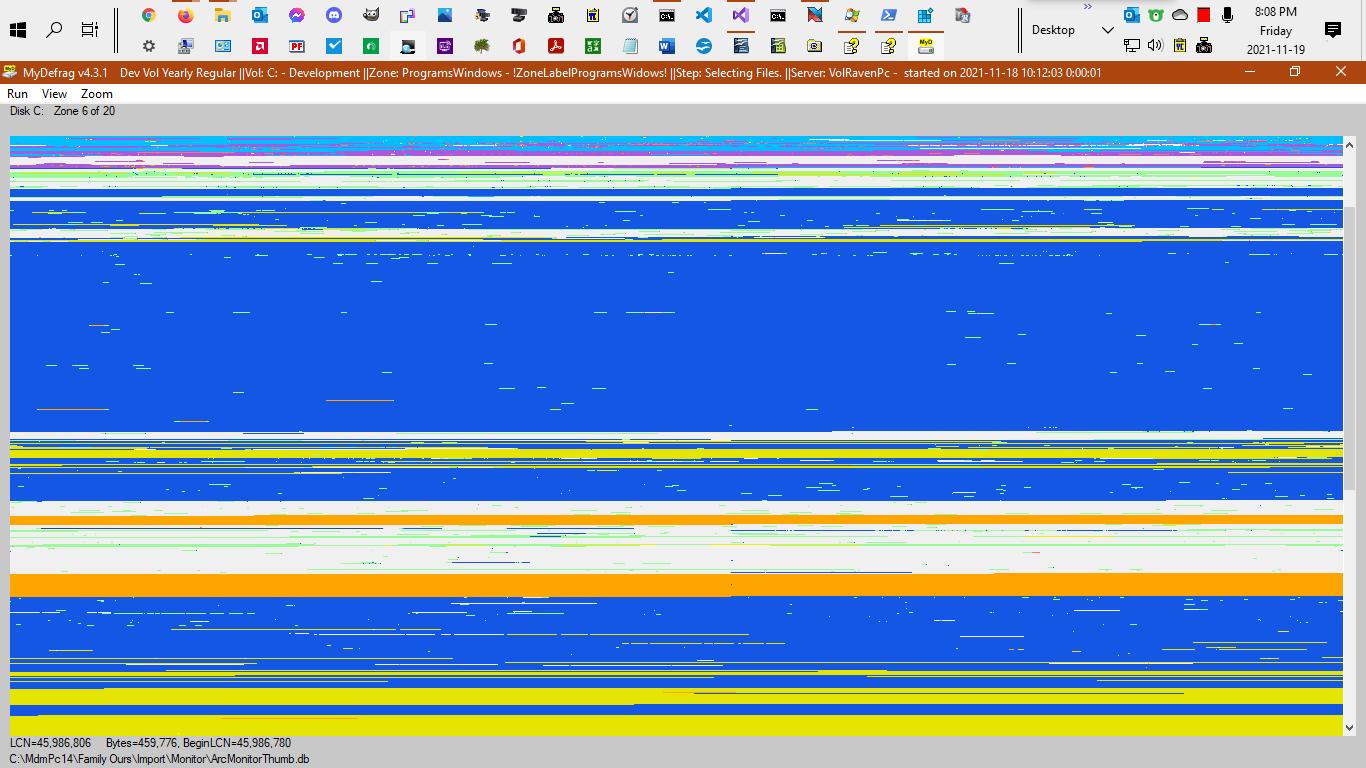 8:08 PM
Desktop
Friday
2021-11-19
MyDefrag v4.3.1 Dev Vol Yearly Regular ||Vol: C: - Development ||Zone: ProgramsWindows - !ZoneLabelProgramsWidows! ||Step: Selecting Files. ||Server: VolRavenPc - started on 2021-11-18 10:12:03 0:00:01
Run View Zoom
Disk C: Zone 6 of 20
LCN=45,986,806 Bytes=459,776, BeginLCN=45,986,780
C:\MdmPc14\Family Ours\Import\Monitor\ArcMonitorThumb.db